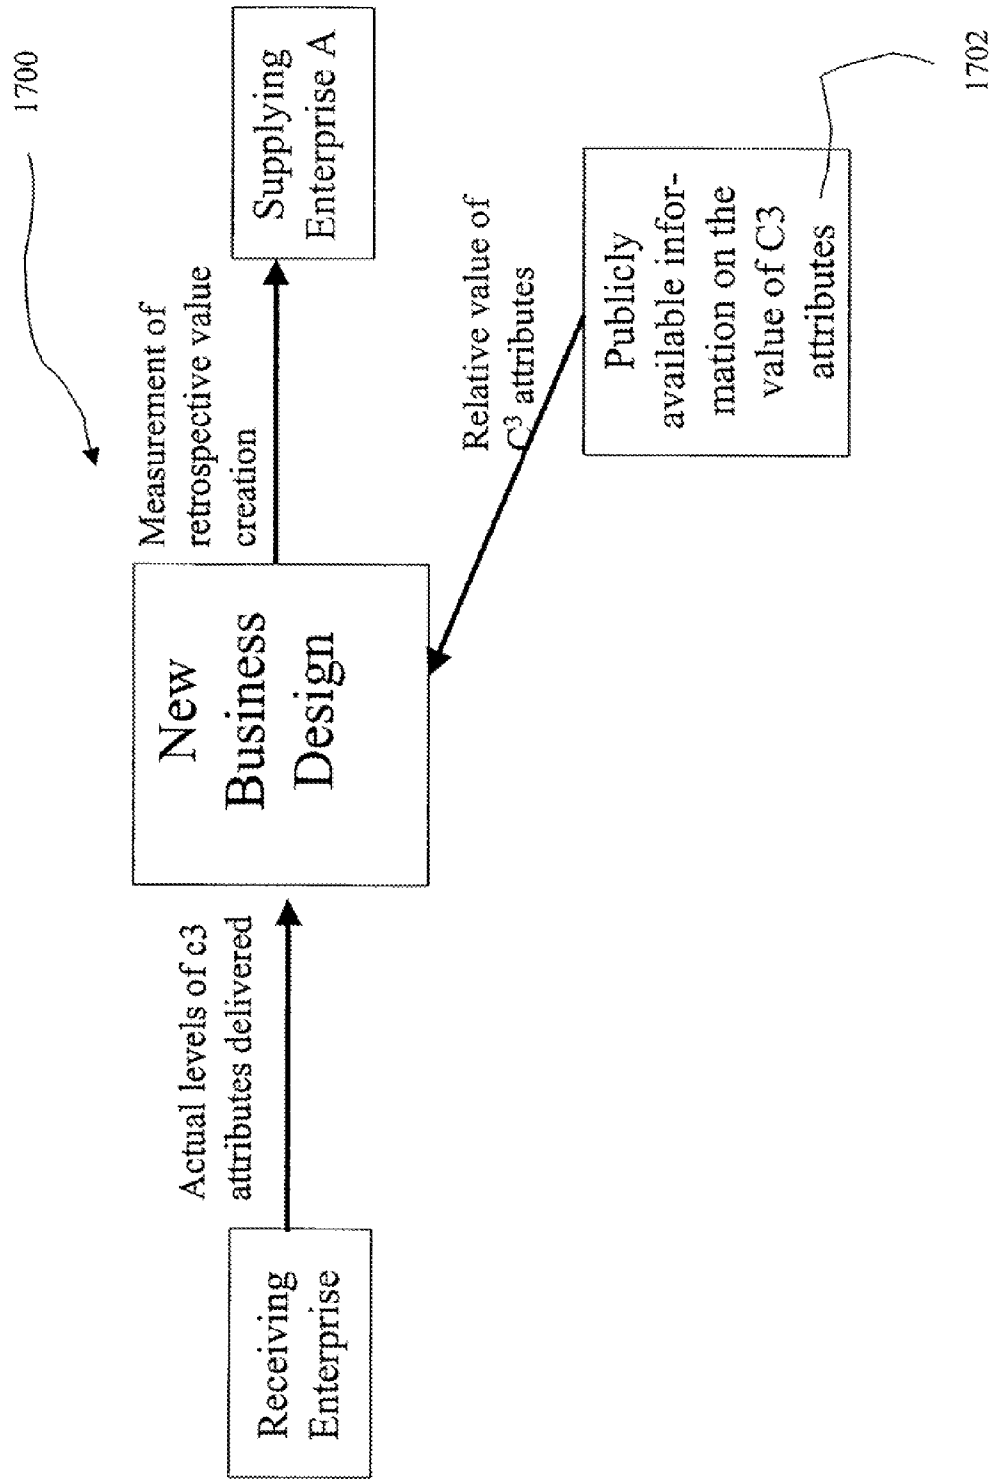 1700
Receiving
Enterprise
Actual levels of c3
attributes delivered
New
Business
Design
Measurement of
retrospective value
creation
Supplying
Enterprise A
Relative value of
C³ attributes
Publicly
available infor-
mation on the
value of C3
attributes
1702